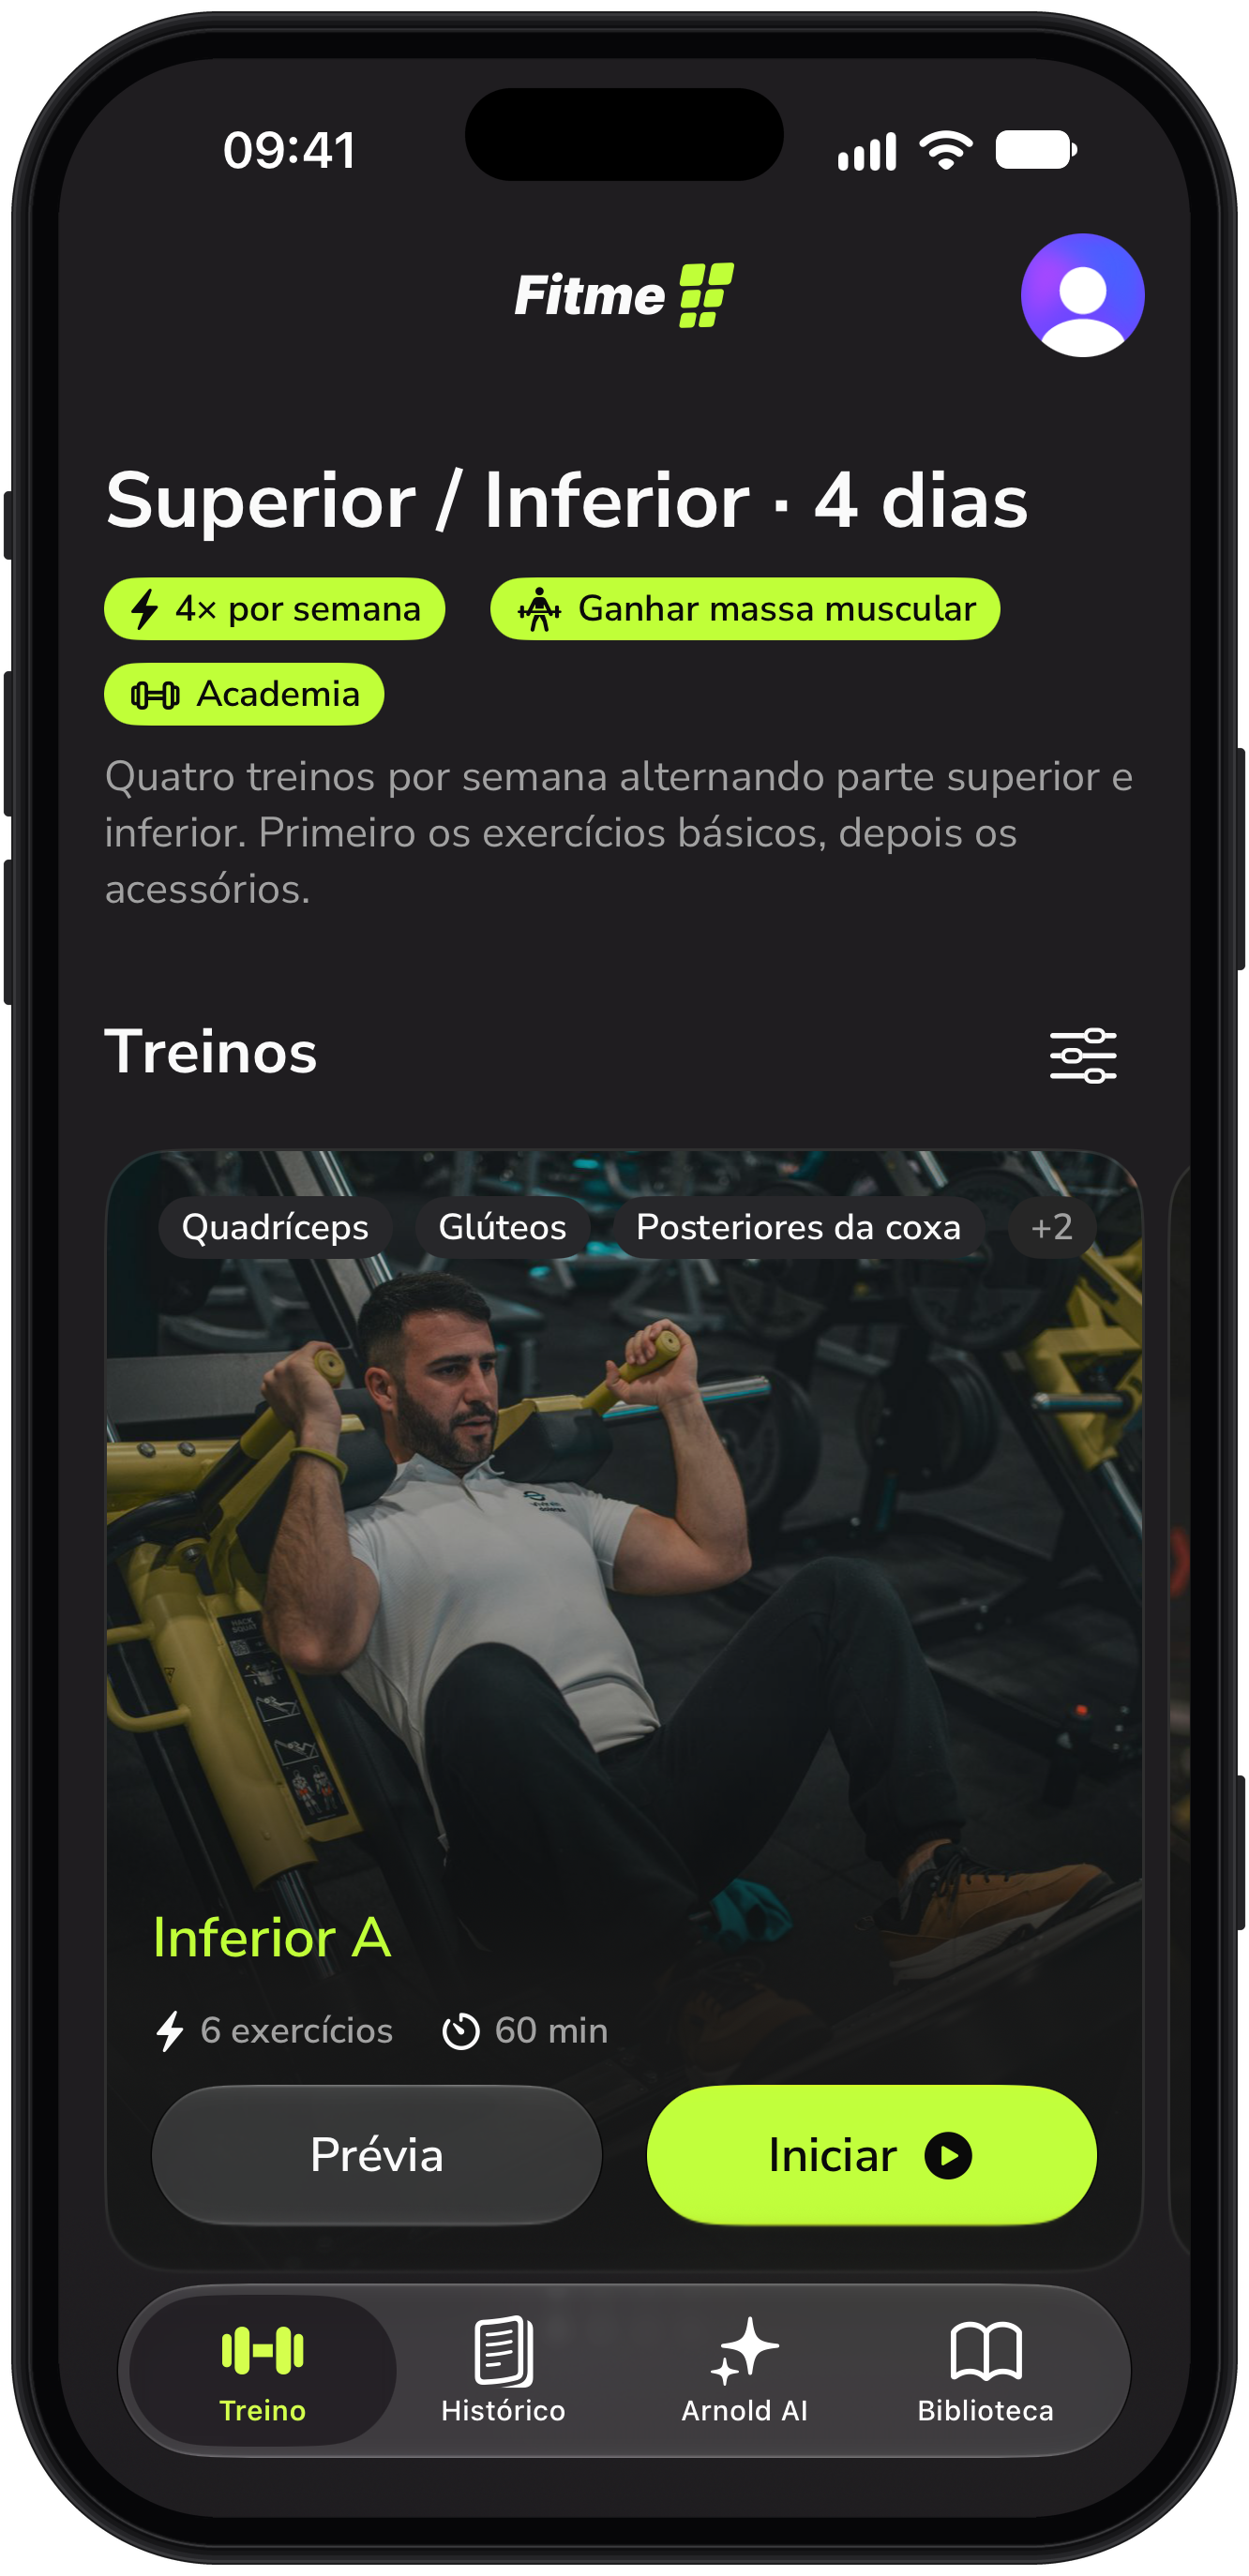 09:41
Fitme
Superior / Inferior · 4 dias
4× por semana
Ganhar massa muscular
Academia
Quatro treinos por semana alternando parte superior e
inferior. Primeiro os exercícios básicos, depois os
acessórios.
Treinos
Quadríceps
Glúteos
Posteriores da coxa
+2
HACK
SQUAT
Inferior A
6 exercícios
60 min
Prévia
Iniciar
Treino
Histórico
Arnold AI
Biblioteca